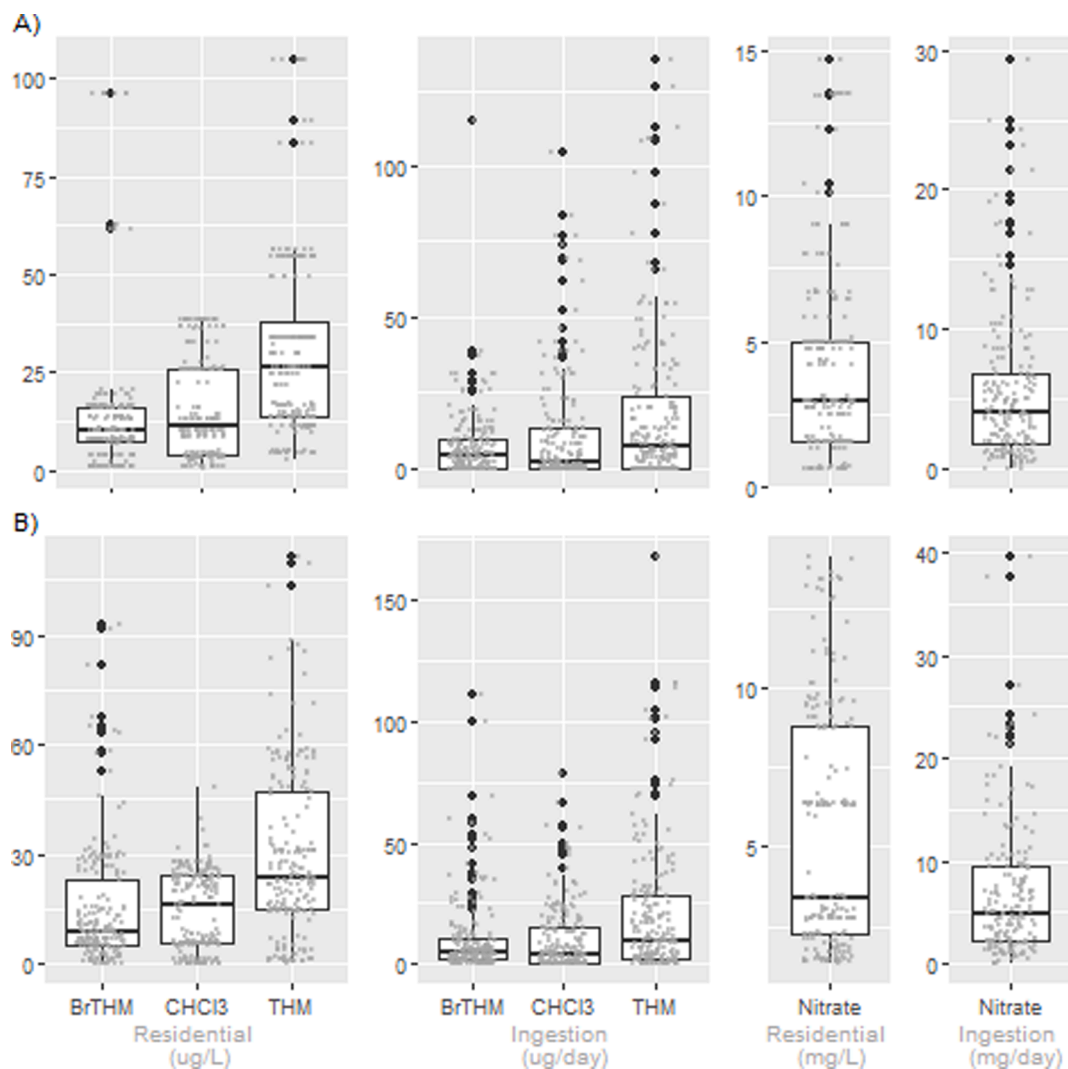 A)
100
75
50
25
0
100
50
0
15
10
5
0
30
20
10
0
B)
90
60
30
0
150
100
50
0
10
5
40
30
20
10
0
BrTHM CHCl3 THM
Residential
(ug/L)
BrTHM CHCl3 THM
Ingestion
(ug/day)
Nitrate
Residential
(mg/L)
Nitrate
Ingestion
(mg/day)